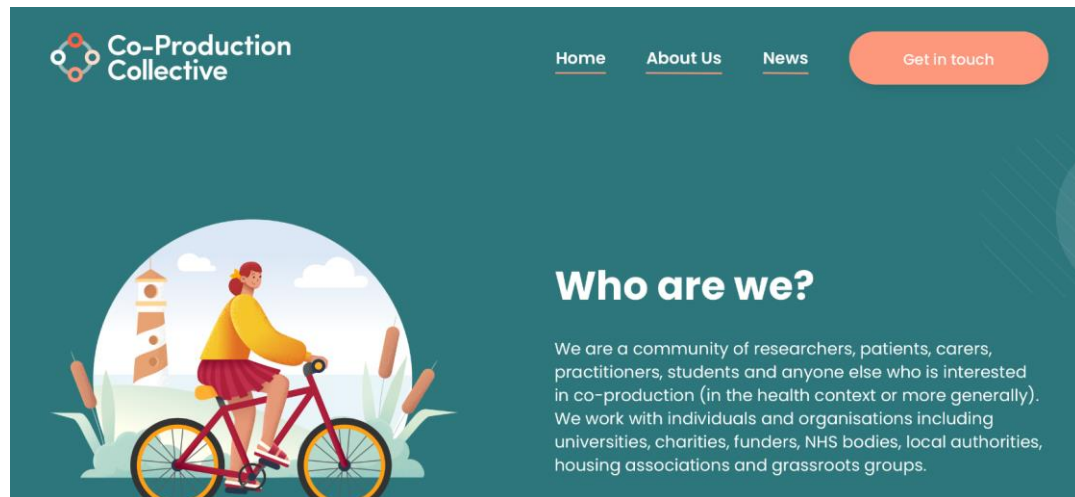 Co-Production
Collective
Home About Us News Get in touch
Who are we?
We are a community of researchers, patients, carers,
practitioners, students and anyone else who is interested
in co-production (in the health context or more generally).
We work with individuals and organisations including
universities, charities, funders, NHS bodies, local authorities,
housing associations and grassroots groups.